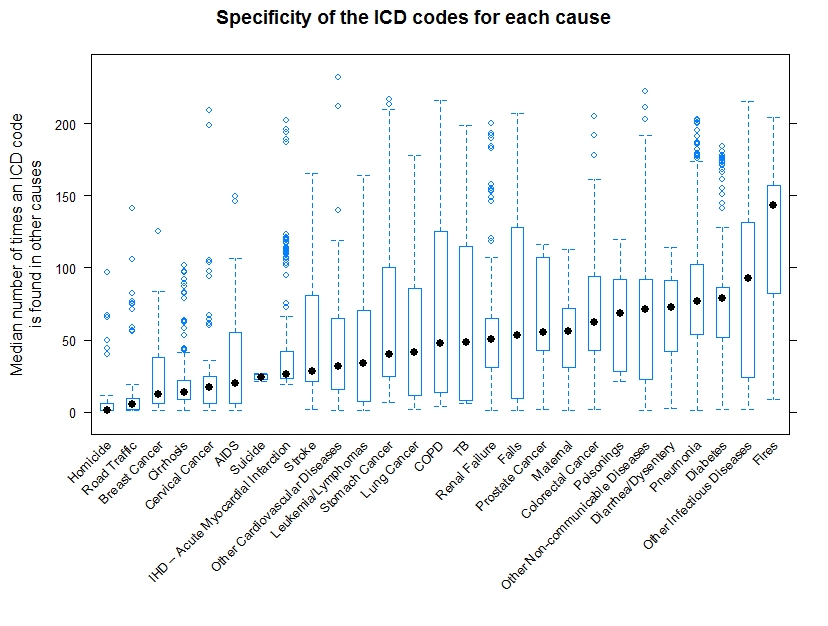 Specificity of the ICD codes for each cause
Median number of times an ICD code
is found in other causes
200
150
100
50
0
Homicide
Road Traffic
Breast Cancer
Cirrhosis
Cervical Cancer
AIDS
Suicide
IHD – Acute Myocardial Infarction
Stroke
Other Cardiovascular Diseases
Leukemia/Lymphomas
Stomach Cancer
Lung Cancer
COPD
TB
Renal Failure
Falls
Prostate Cancer
Maternal
Colorectal Cancer
Poisonings
Other Non-communicable Diseases
Diarrhea/Dysentery
Pneumonia
Diabetes
Other Infectious Diseases
Fires